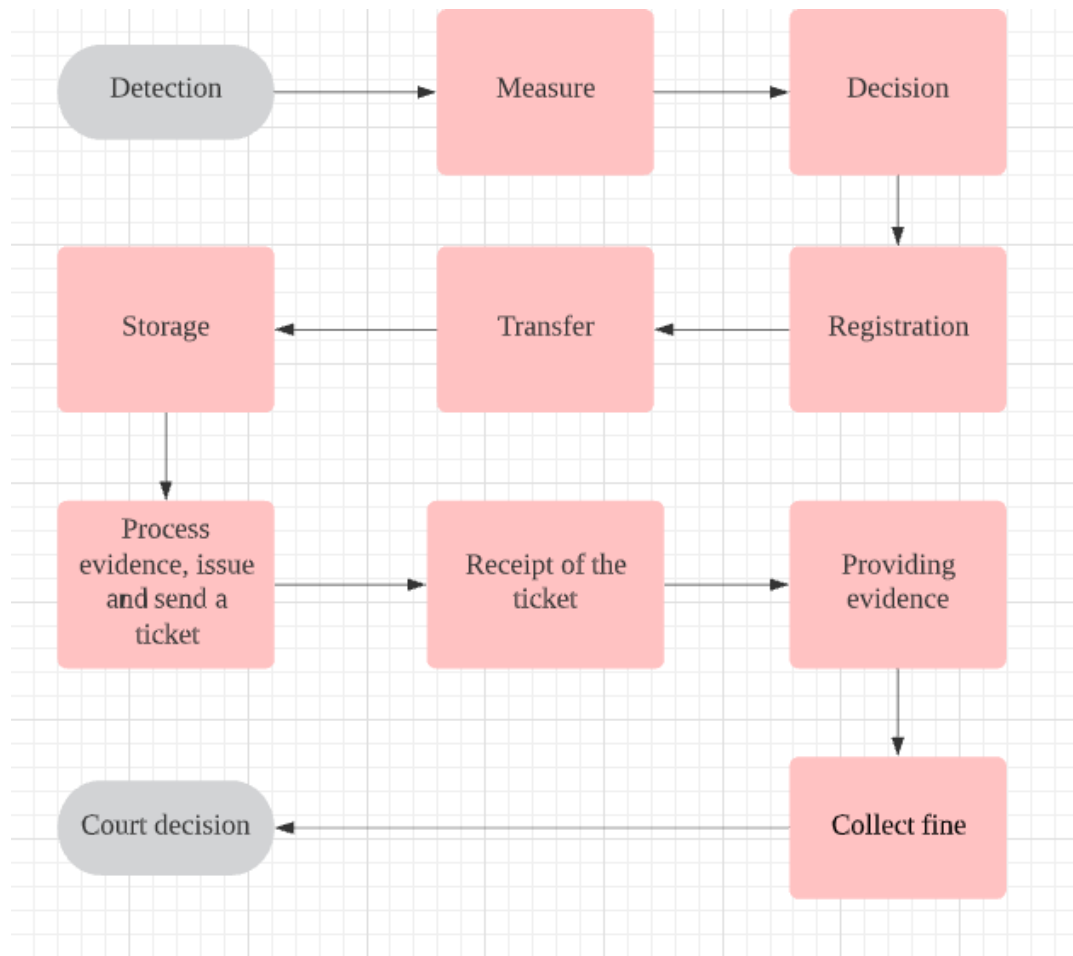 Detection
Measure
Decision
Storage
Transfer
Registration
Process
evidence, issue
and send a
ticket
Receipt of the
ticket
Providing
evidence
Court decision
Collect fine